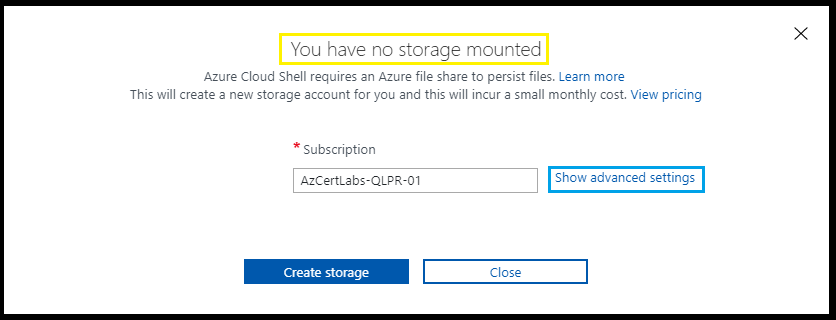 You have no storage mounted
Azure Cloud Shell requires an Azure file share to persist files. Learn more
This will create a new storage account for you and this will incur a small monthly cost. View pricing
* Subscription
AzCertLabs-QLPR-01
Show advanced settings
Create storage
Close